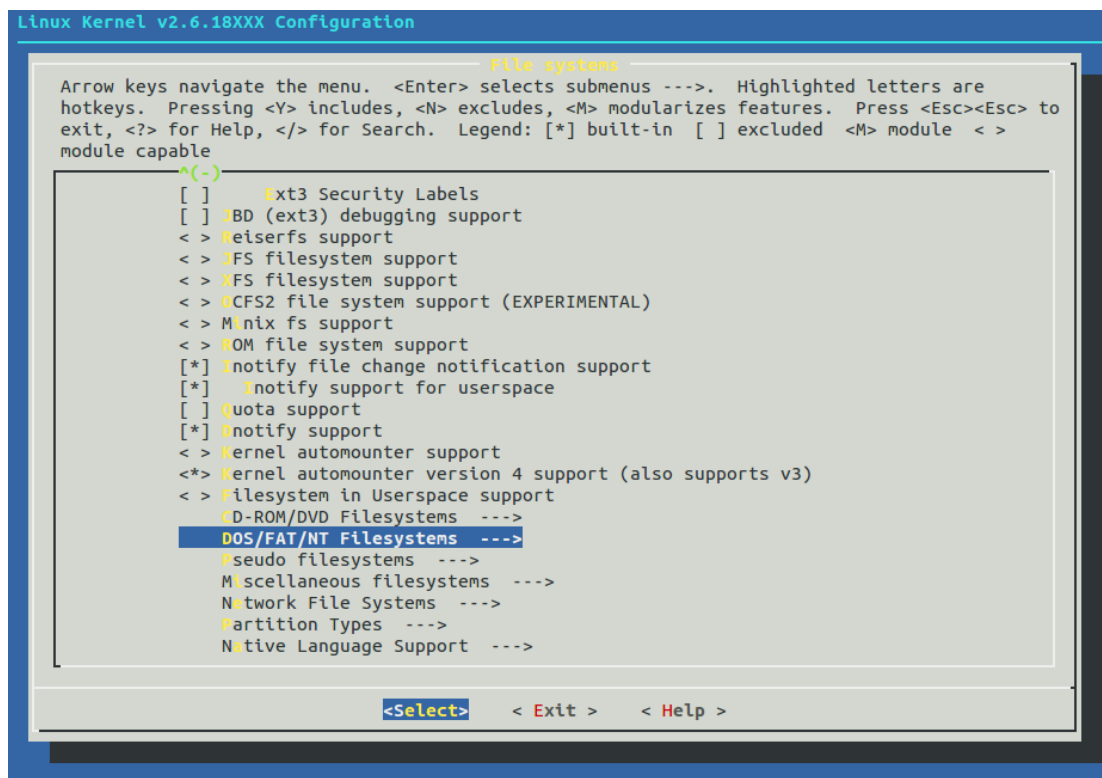 Linux Kernel v2.6.18XXX Configuration
File systems
Arrow keys navigate the menu.  <Enter> selects submenus --->.  Highlighted letters are
hotkeys.  Pressing <Y> includes, <N> excludes, <M> modularizes features.  Press <Esc><Esc> to
exit, <?> for Help, </> for Search.  Legend: [*] built-in  [ ] excluded  <M> module  < >
module capable
^(-)
[ ]     Ext3 Security Labels
[ ] JBD (ext3) debugging support
< > Reiserfs support
< > JFS filesystem support
< > XFS filesystem support
< > OCFS2 file system support (EXPERIMENTAL)
< > Minix fs support
< > ROM file system support
[*] Inotify file change notification support
[*]   Inotify support for userspace
[ ] Quota support
[*] Dnotify support
< > Kernel automounter support
<*> Kernel automounter version 4 support (also supports v3)
< > Filesystem in Userspace support
CD-ROM/DVD Filesystems  --->
DOS/FAT/NT Filesystems  --->
Pseudo filesystems  --->
Miscellaneous filesystems  --->
Network File Systems  --->
Partition Types  --->
Native Language Support  --->
<Select>    < Exit >    < Help >